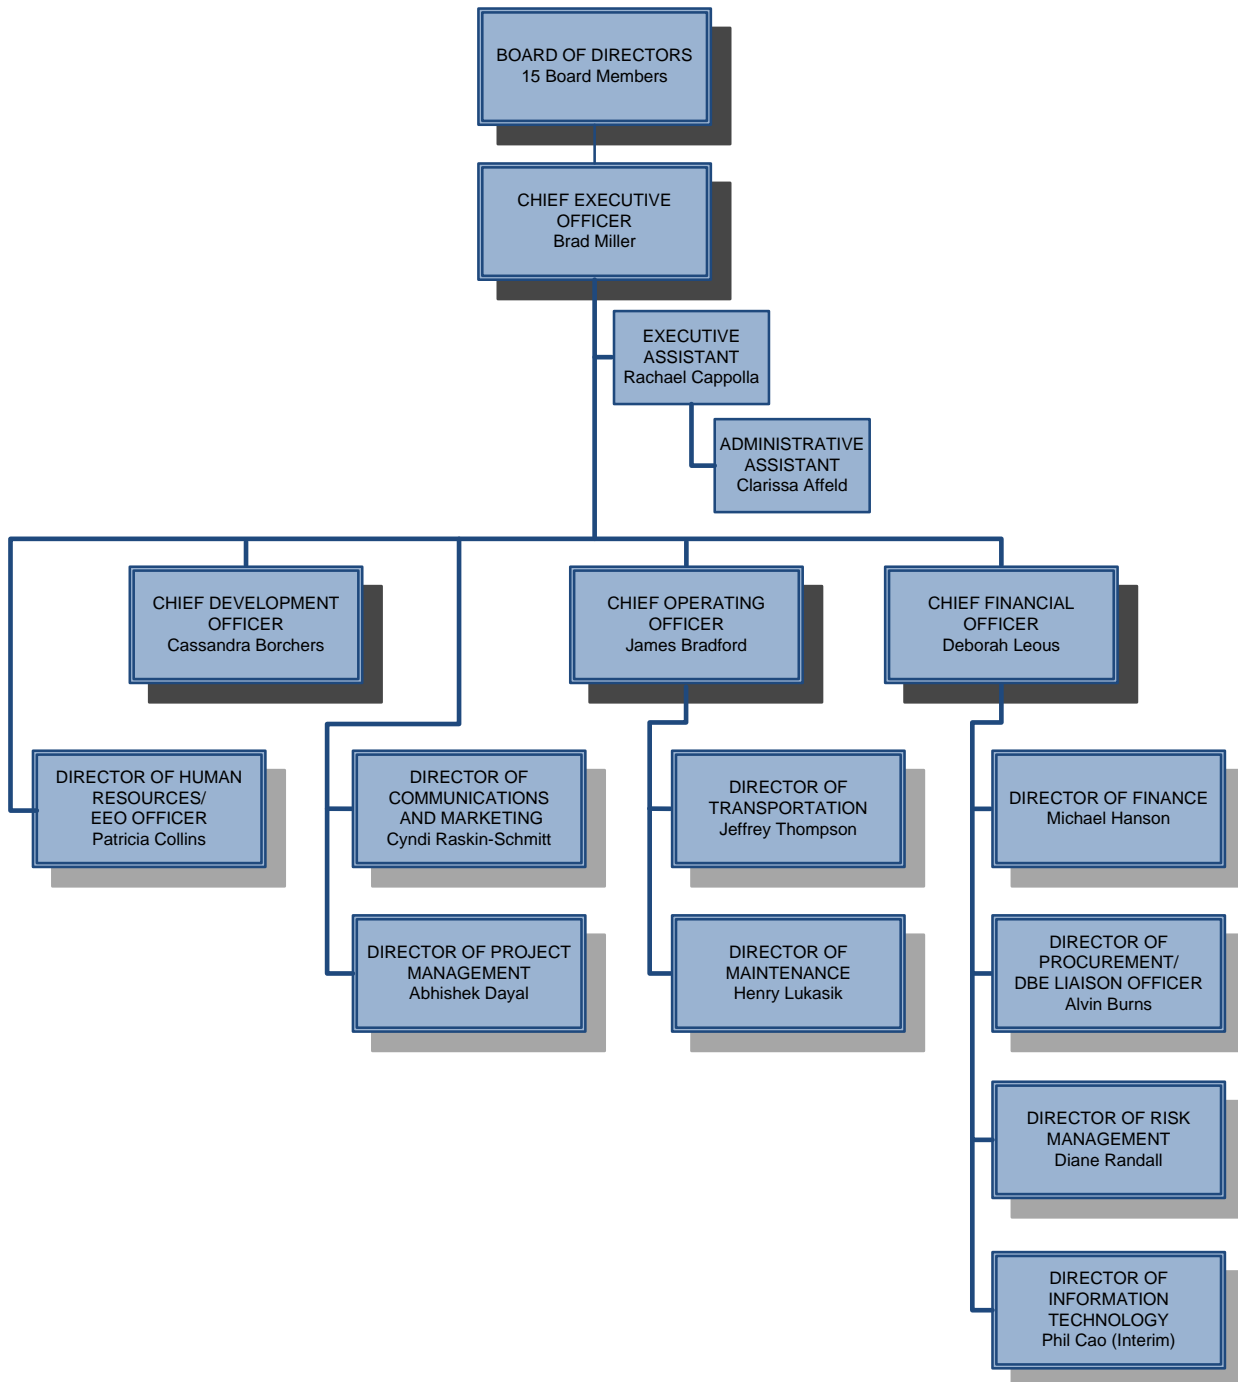 BOARD OF DIRECTORS
15 Board Members
CHIEF EXECUTIVE
OFFICER
Brad Miller
EXECUTIVE
ASSISTANT
Rachael Cappolla
ADMINISTRATIVE
ASSISTANT
Clarissa Affeld
CHIEF DEVELOPMENT
OFFICER
Cassandra Borchers
CHIEF OPERATING
OFFICER
James Bradford
CHIEF FINANCIAL
OFFICER
Deborah Leous
DIRECTOR OF HUMAN
RESOURCES/
EEO OFFICER
Patricia Collins
DIRECTOR OF
COMMUNICATIONS
AND MARKETING
Cyndi Raskin-Schmitt
DIRECTOR OF
TRANSPORTATION
Jeffrey Thompson
DIRECTOR OF FINANCE
Michael Hanson
DIRECTOR OF PROJECT
MANAGEMENT
Abhishek Dayal
DIRECTOR OF
MAINTENANCE
Henry Lukasik
DIRECTOR OF
PROCUREMENT/
DBE LIAISON OFFICER
Alvin Burns
DIRECTOR OF RISK
MANAGEMENT
Diane Randall
DIRECTOR OF
INFORMATION
TECHNOLOGY
Phil Cao (Interim)